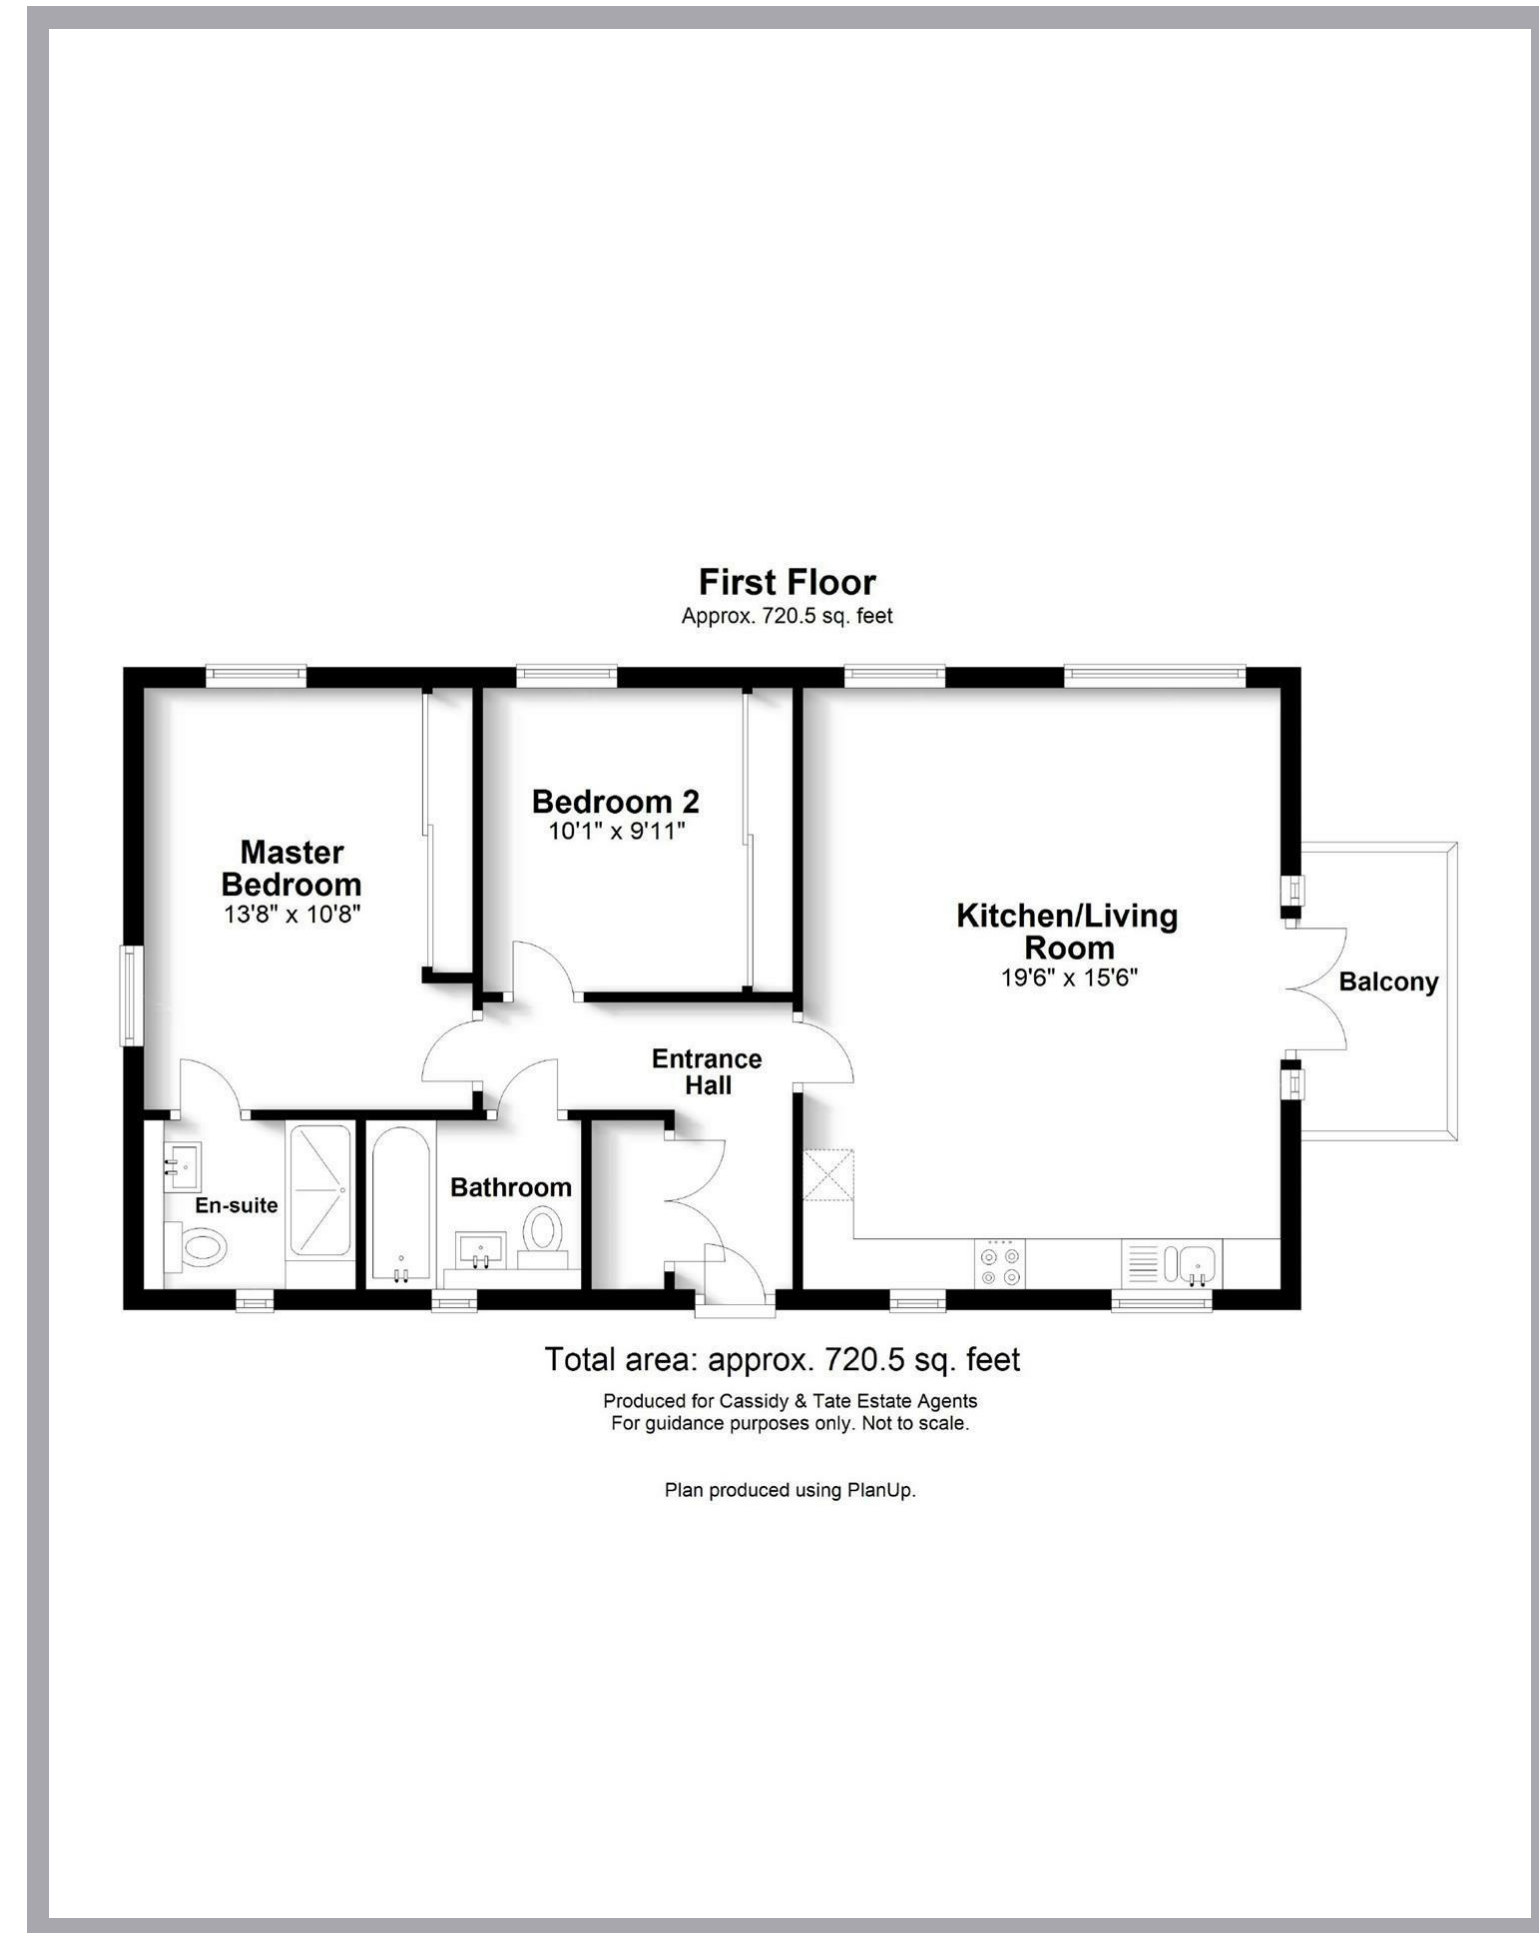 First Floor
Approx. 720.5 sq. feet
Bedroom 2
10'1" x 9'11"
Master
Bedroom
13'8" x 10'8"
Kitchen/Living
Room
19'6" x 15'6"
Balcony
Entrance
Hall
Bathroom
En-suite
Total area: approx. 720.5 sq. feet
Produced for Cassidy & Tate Estate Agents
For guidance purposes only. Not to scale.
Plan produced using PlanUp.